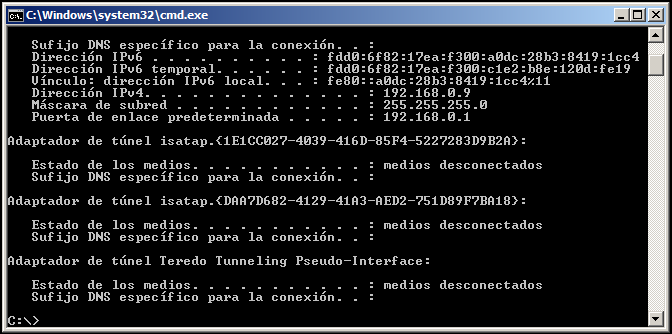 C:\Windows\system32\cmd.exe
Sufijo DNS específico para la conexión. . :
Dirección IPv6 . . . . . . . . . . : fdd0:6f82:17ea:f300:a0dc:28b3:8419:1cc4
Dirección IPv6 temporal. . . . . . : fdd0:6f82:17ea:f300:c1e2:b8e:120d:fe19
Vínculo: dirección IPv6 local. . . : fe80::a0dc:28b3:8419:1cc4%11
Dirección IPv4. . . . . . . . . . . . . . : 192.168.0.9
Máscara de subred . . . . . . . . . . . . : 255.255.255.0
Puerta de enlace predeterminada . . . . . : 192.168.0.1
Adaptador de túnel isatap.{1E1CC027-4039-416D-85F4-5227283D9B2A}:
Estado de los medios. . . . . . . . . . . : medios desconectados
Sufijo DNS específico para la conexión. . :
Adaptador de túnel isatap.{DAA7D682-4129-41A3-AED2-751D89F7BA18}:
Estado de los medios. . . . . . . . . . . : medios desconectados
Sufijo DNS específico para la conexión. . :
Adaptador de túnel Teredo Tunneling Pseudo-Interface:
Estado de los medios. . . . . . . . . . . : medios desconectados
Sufijo DNS específico para la conexión. . :
C:\>